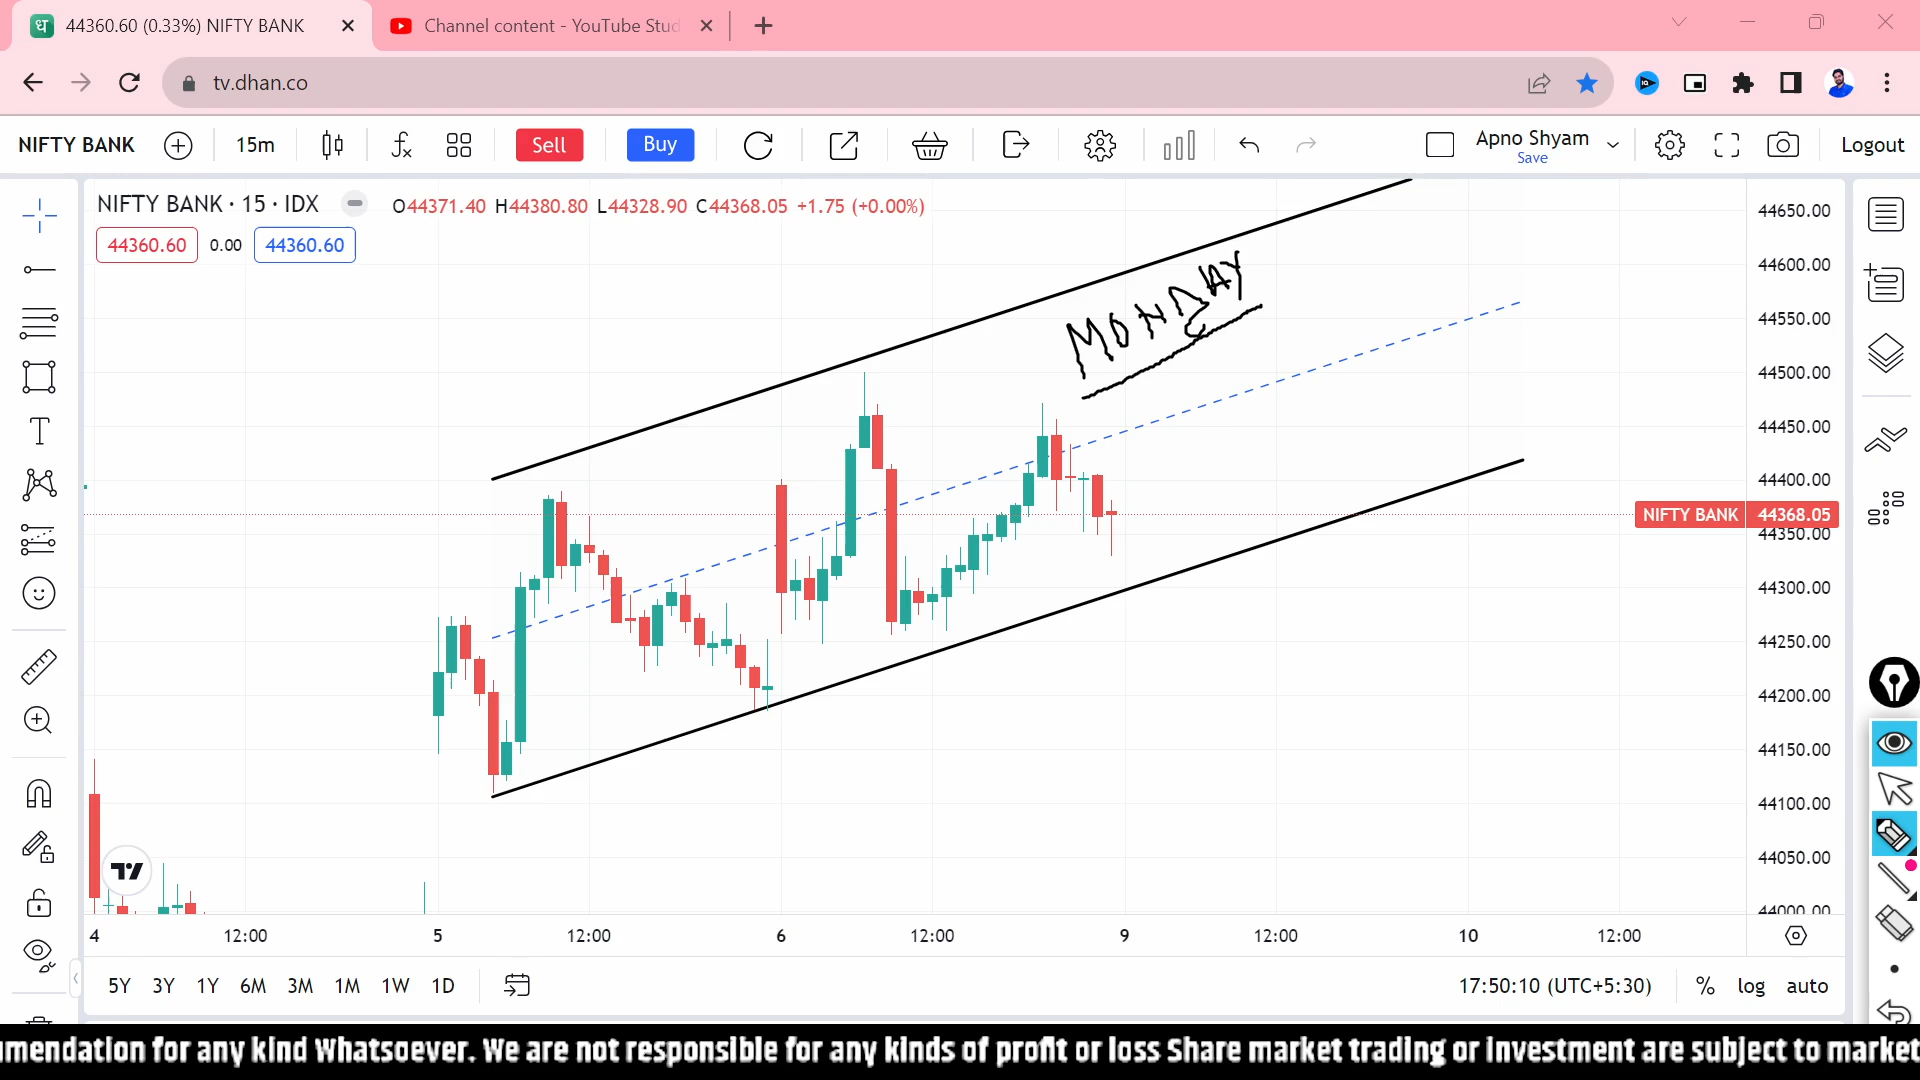 44360.60 (0.33%) NIFTY BANK
Channel content - YouTube Stud
tv.dhan.co
NIFTY BANK 15m Sell Buy Apno Shyam Save Logout
NIFTY BANK · 15 · IDX O44371.40 H44380.80 L44328.90 C44368.05 +1.75 (+0.00%)
44360.60 0.00 44360.60
MONDAY
44650.00
44600.00
44550.00
44500.00
44450.00
44400.00
NIFTY BANK 44368.05
44350.00
44300.00
44250.00
44200.00
44150.00
44100.00
44050.00
44000.00
4 12:00 5 12:00 6 12:00 9 12:00 10 12:00
5Y 3Y 1Y 6M 3M 1M 1W 1D 17:50:10 (UTC+5:30) % log auto
mendation for any kind Whatsoever. We are not responsible for any kinds of profit or loss Share market trading or investment are subject to market